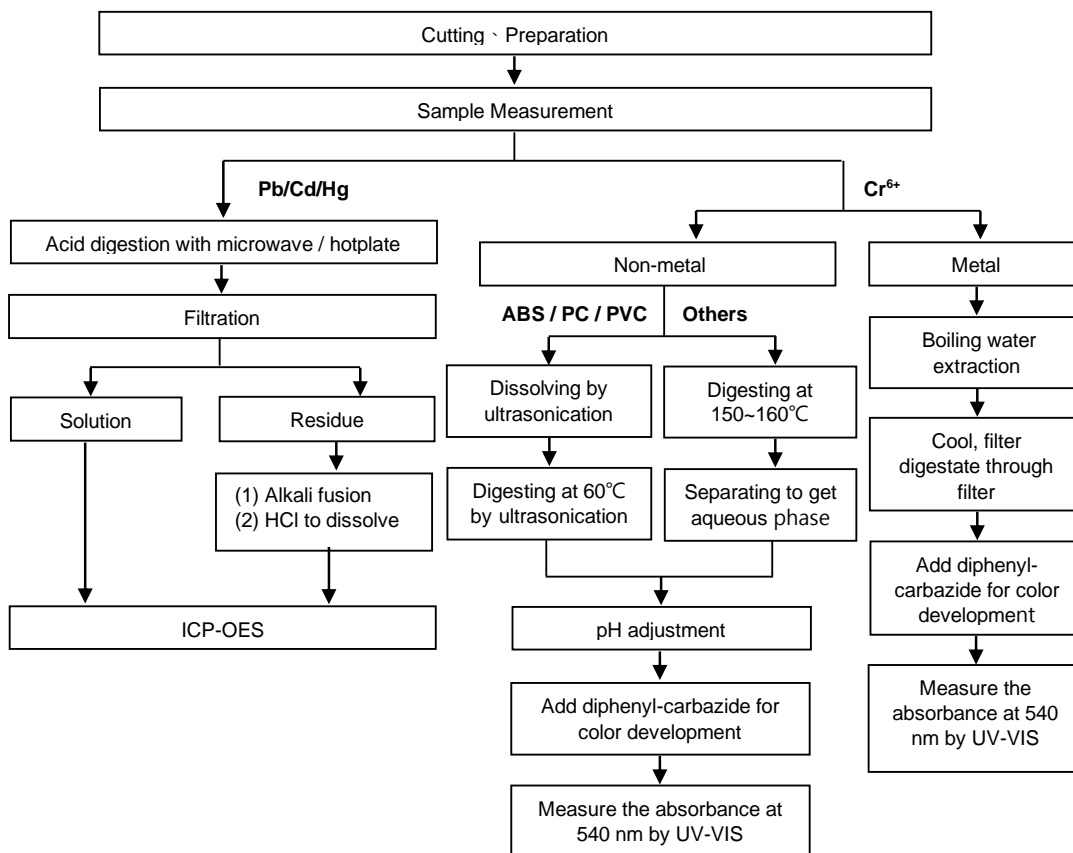 Cutting、Preparation
Sample Measurement
Pb/Cd/Hg
Cr6+
Acid digestion with microwave / hotplate
Non-metal
Metal
Filtration
ABS / PC / PVC
Others
Boiling water
extraction
Solution
Residue
Dissolving by
ultrasonication
Digesting at
150~160℃
Cool, filter
digestate through
filter
(1) Alkali fusion
(2) HCl to dissolve
Digesting at 60℃
by ultrasonication
Separating to get
aqueous phase
Add diphenyl-
carbazide for color
development
ICP-OES
pH adjustment
Measure the
absorbance at 540
nm by UV-VIS
Add diphenyl-carbazide for
color development
Measure the absorbance at
540 nm by UV-VIS